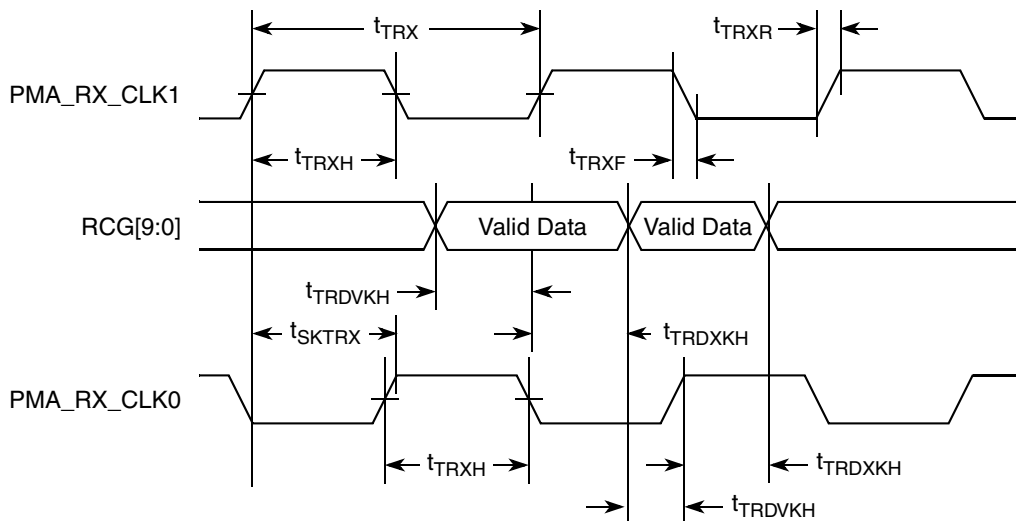 tTRX
tTRXR
PMA_RX_CLK1
tTRXH
tTRXF
RCG[9:0]
Valid Data
Valid Data
tTRDVKH
tSKTRX
tTRDXKH
PMA_RX_CLK0
tTRXH
tTRDXKH
tTRDVKH